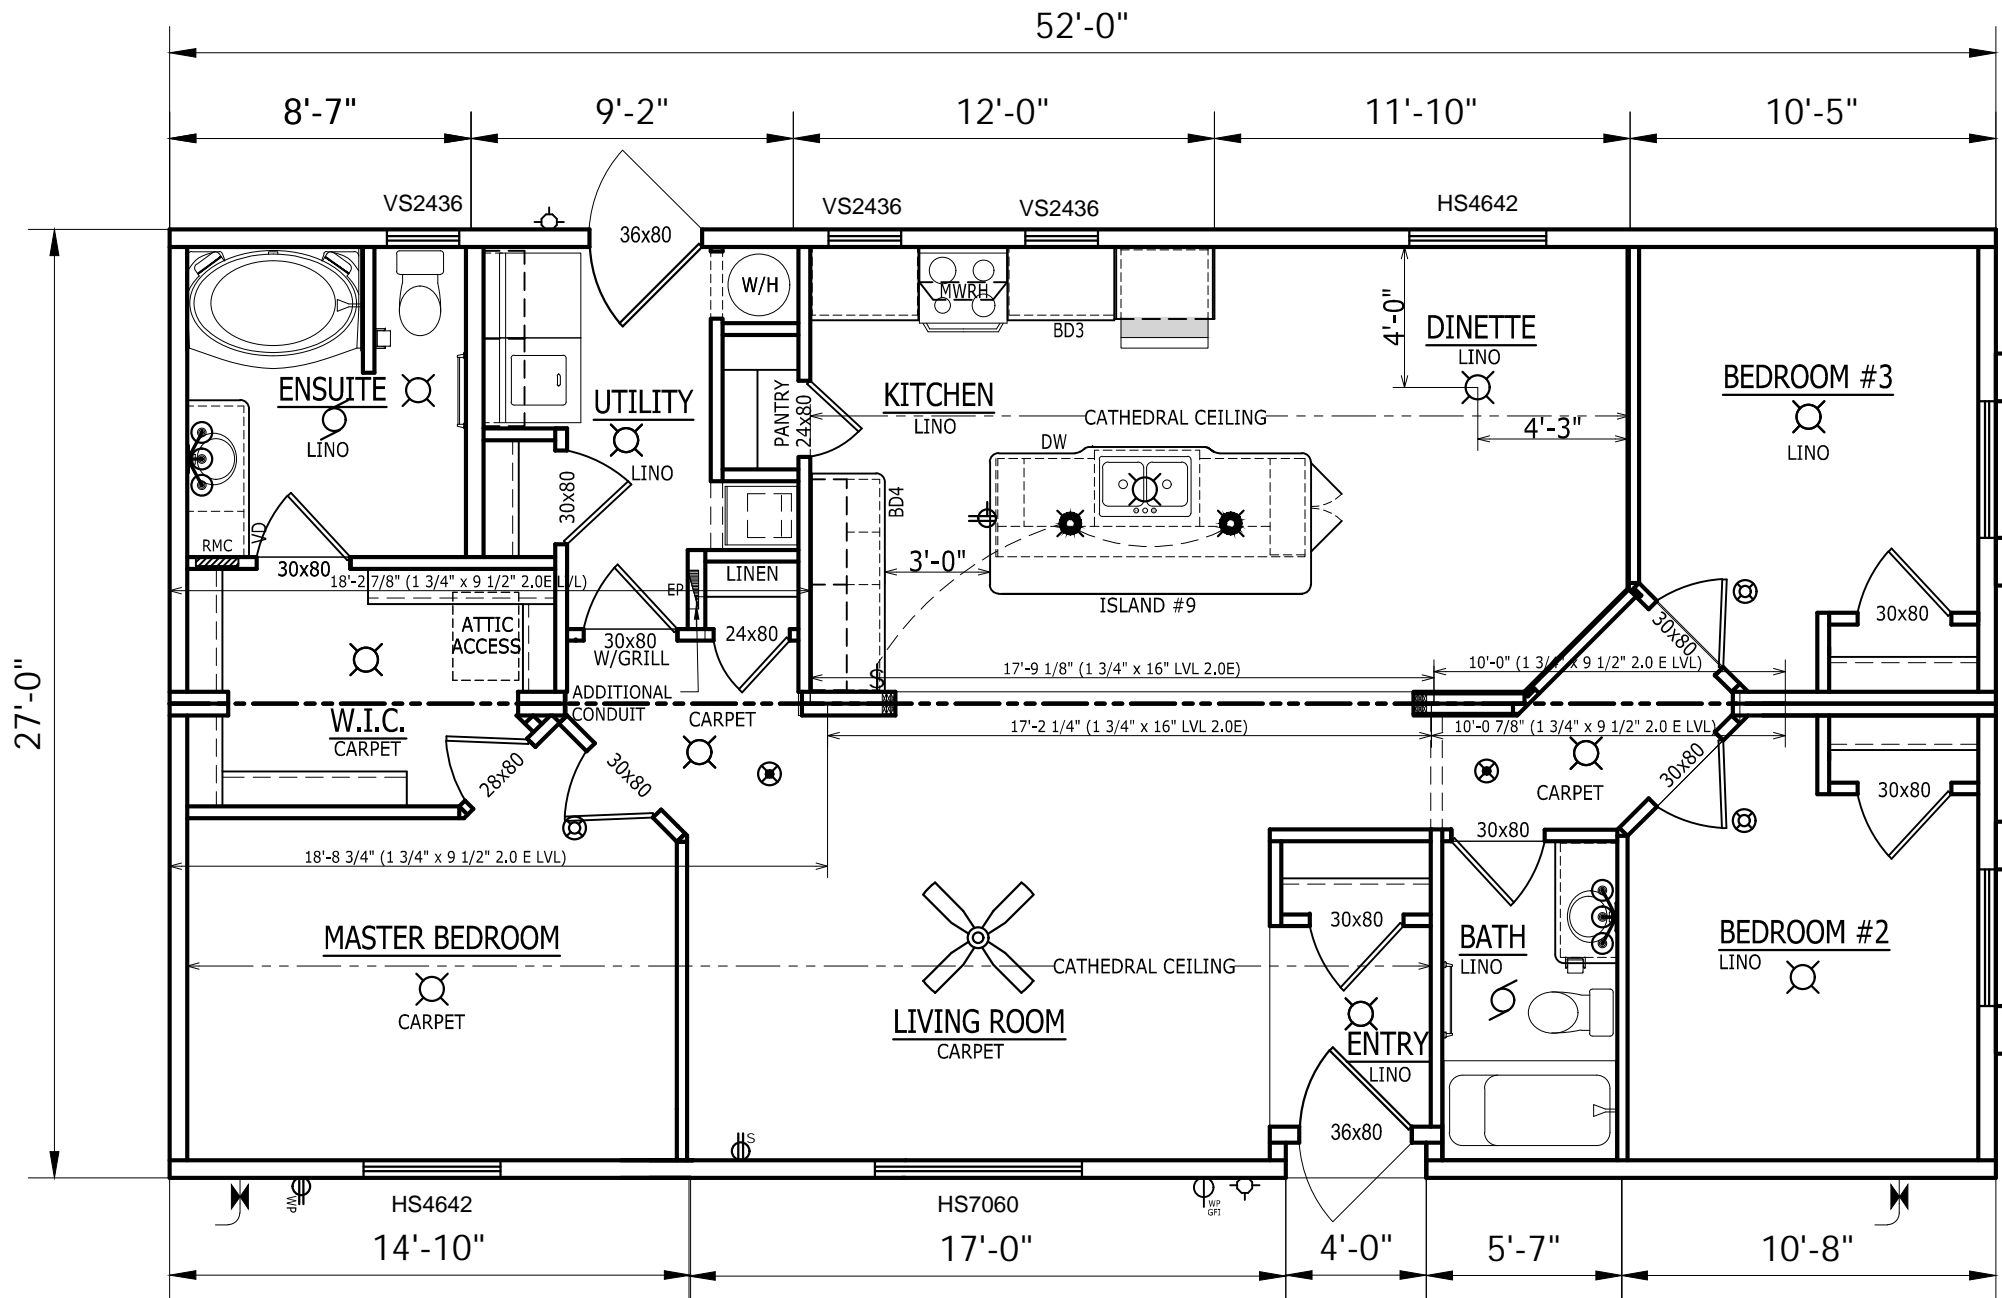 52'-0"
8'-7"
9'-2"
12'-0"
11'-10"
10'-5"
VS2436
VS2436
VS2436
HS4642
36x80
W/H
MWRH
BD3
4'-0"
DINETTE
LINO
ENSUITE
LINO
UTILITY
LINO
PANTRY
24x80
KITCHEN
LINO
CATHEDRAL CEILING
4'-3"
BEDROOM #3
LINO
DW
BD4
30x80
VD
RMC
30x80
18'-2 7/8" (1 3/4" x 9 1/2" 2.0E LVL)
EP
LINEN
3'-0"
ISLAND #9
ATTIC
ACCESS
30x80
W/GRILL
24x80
30x80
30x80
27'-0"
S
17'-9 1/8" (1 3/4" x 16" LVL 2.0E)
10'-0" (1 3/4" x 9 1/2" 2.0 E LVL)
ADDITIONAL
CONDUIT
W.I.C.
CARPET
CARPET
17'-2 1/4" (1 3/4" x 16" LVL 2.0E)
10'-0 7/8" (1 3/4" x 9 1/2" 2.0 E LVL)
28x80
30x80
30x80
CARPET
30x80
30x80
18'-8 3/4" (1 3/4" x 9 1/2" 2.0 E LVL)
30x80
MASTER BEDROOM
CARPET
CATHEDRAL CEILING
LIVING ROOM
CARPET
BATH
LINO
BEDROOM #2
LINO
ENTRY
LINO
36x80
S
WP
WP
GFI
HS4642
HS7060
14'-10"
17'-0"
4'-0"
5'-7"
10'-8"